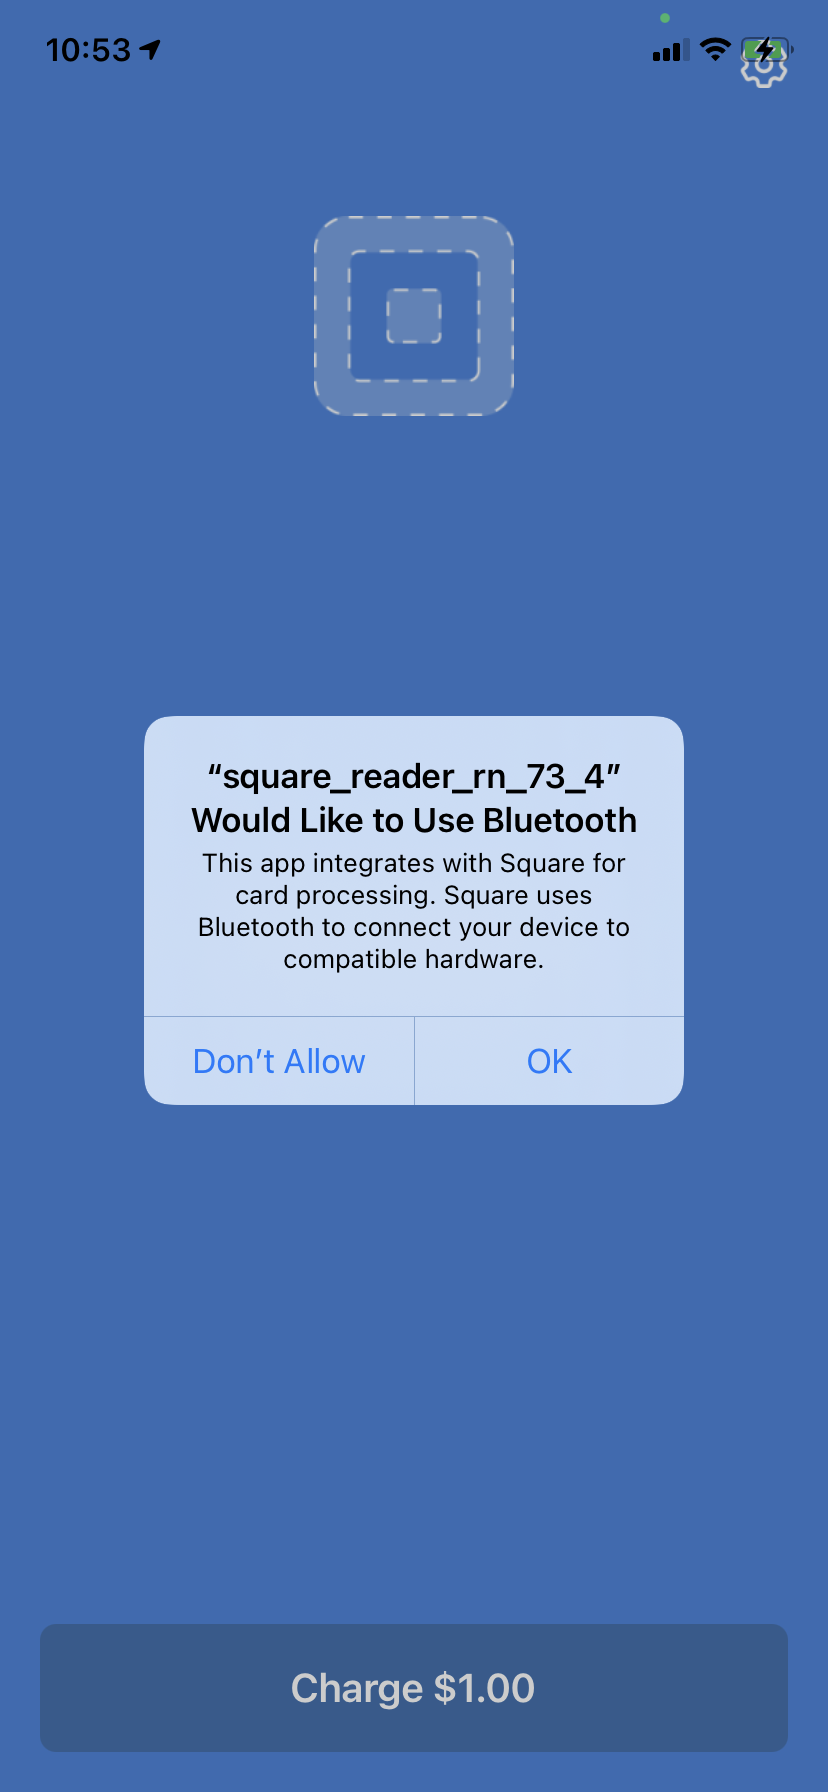 10:53
“square_reader_rn_73_4”
Would Like to Use Bluetooth
This app integrates with Square for
card processing. Square uses
Bluetooth to connect your device to
compatible hardware.
Don’t Allow
OK
Charge $1.00